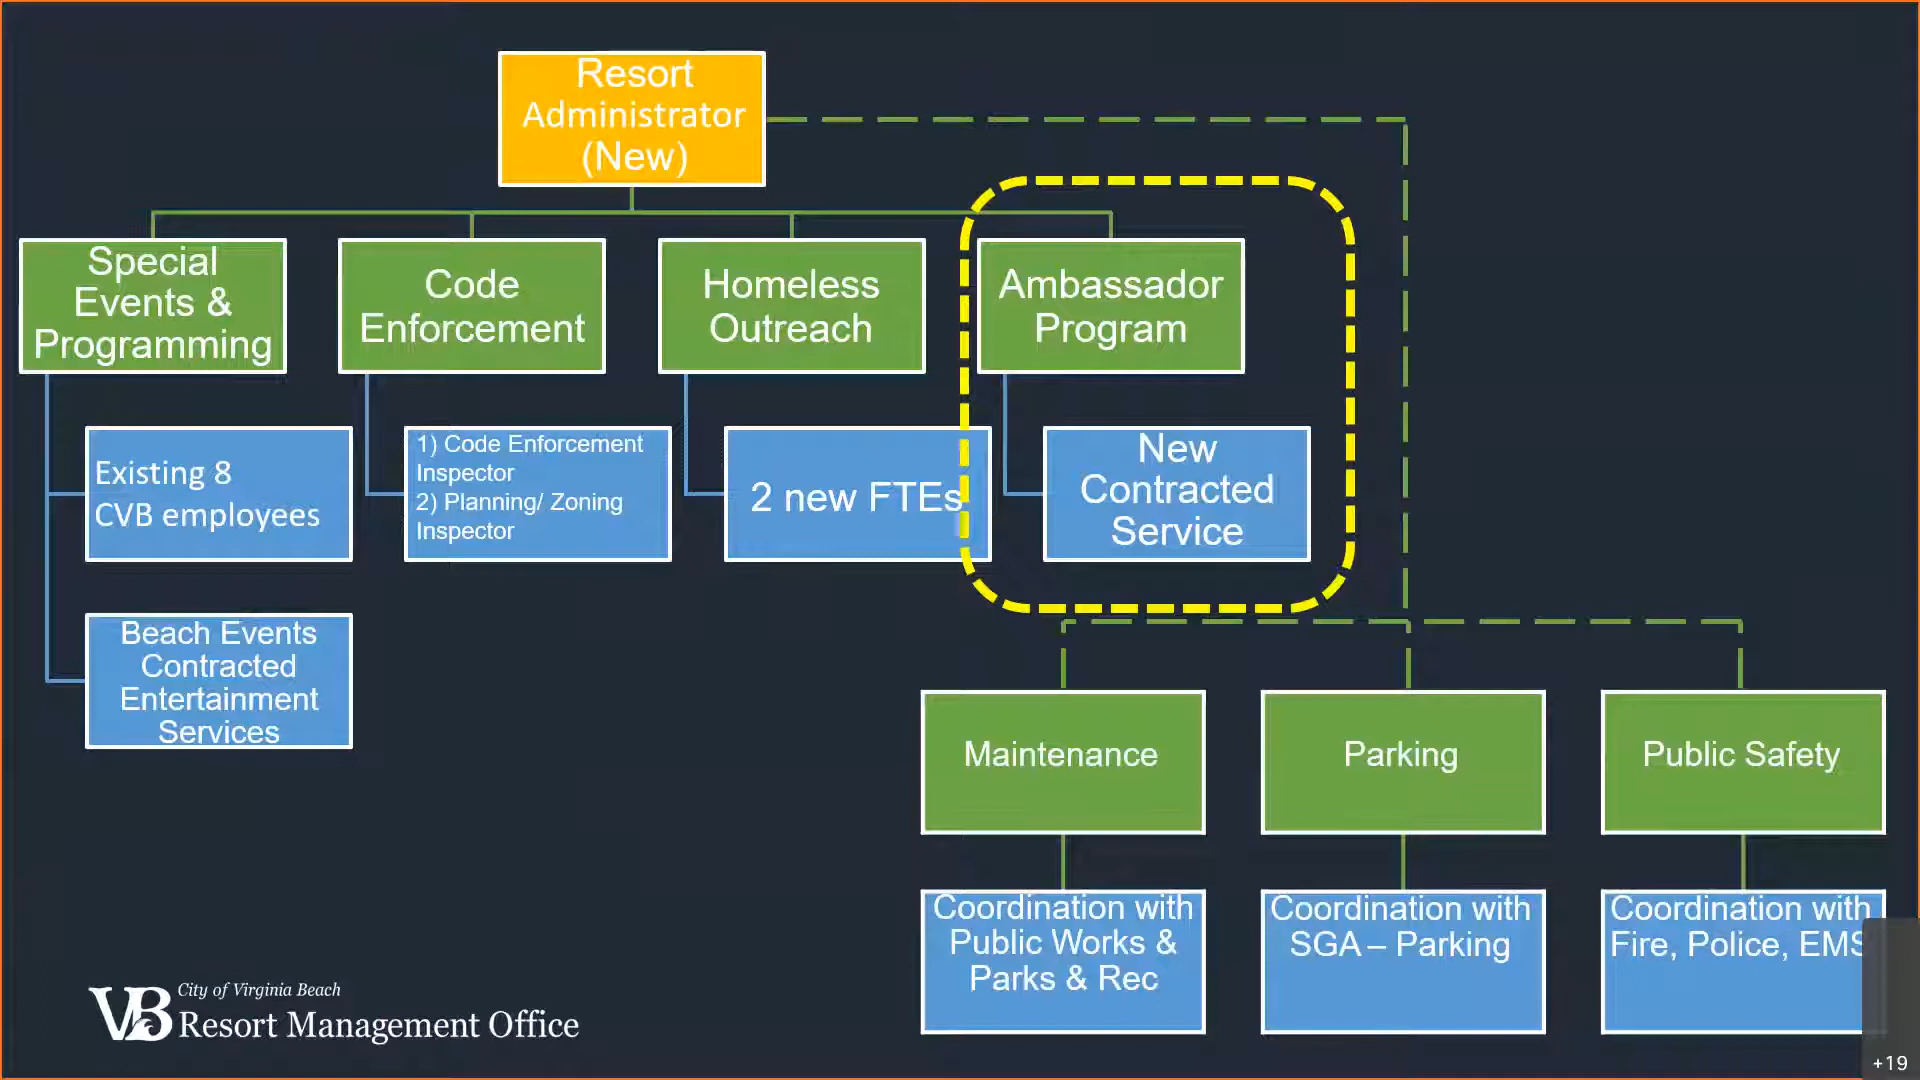 Resort
Administrator
(New)
Special
Events &
Programming
Code
Enforcement
Homeless
Outreach
Ambassador
Program
Existing 8
CVB employees
1) Code Enforcement
Inspector
2) Planning/ Zoning
Inspector
2 new FTEs
New
Contracted
Service
Beach Events
Contracted
Entertainment
Services
Maintenance
Parking
Public Safety
Coordination with
Public Works &
Parks & Rec
Coordination with
SGA – Parking
Coordination with
Fire, Police, EMS
VB
City of Virginia Beach
Resort Management Office
+19